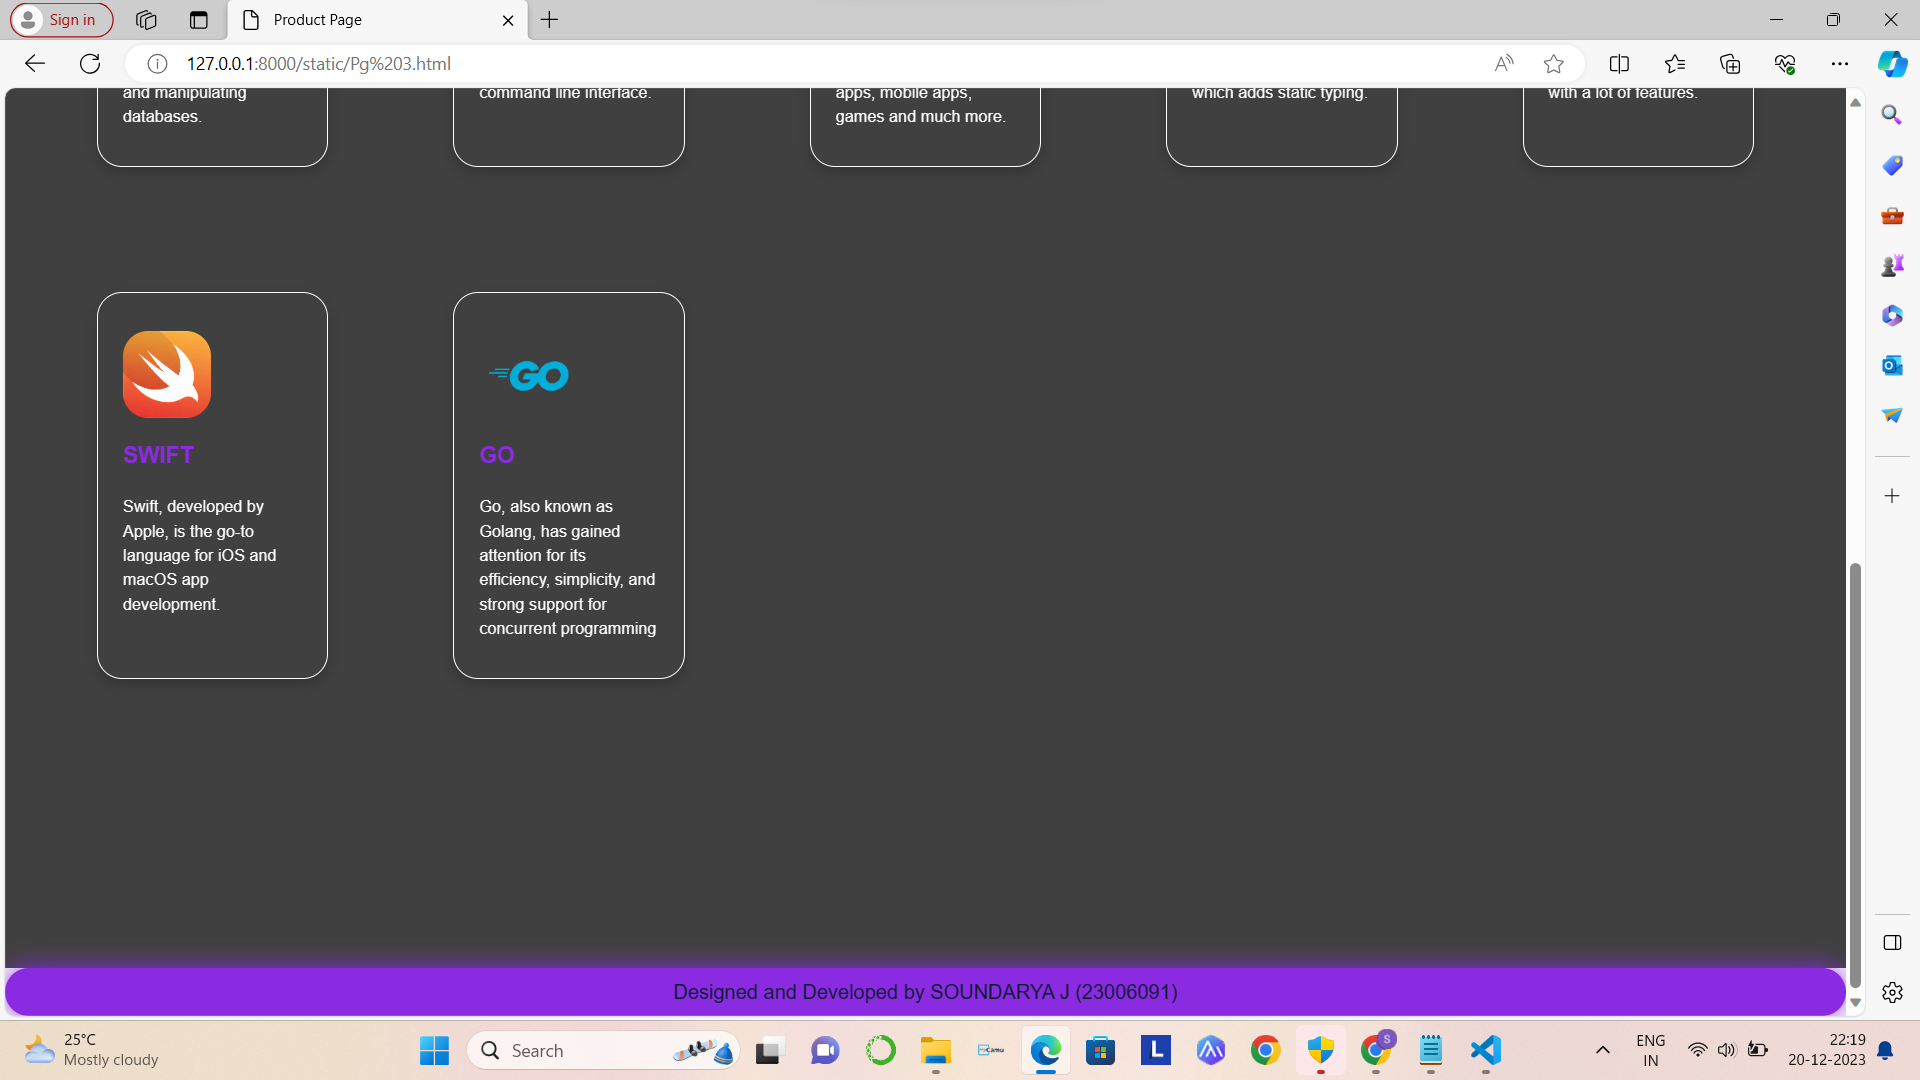 Sign in
Product Page
127.0.0.1:8000/static/Pg%203.html
and manipulating
databases.
command line interface.
apps, mobile apps,
games and much more.
which adds static typing.
with a lot of features.
GO
SWIFT
Swift, developed by
Apple, is the go-to
language for iOS and
macOS app
development.
GO
Go, also known as
Golang, has gained
attention for its
efficiency, simplicity, and
strong support for
concurrent programming
Designed and Developed by SOUNDARYA J (23006091)
25°C
Mostly cloudy
Search
L
S
ENG
IN
22:19
20-12-2023